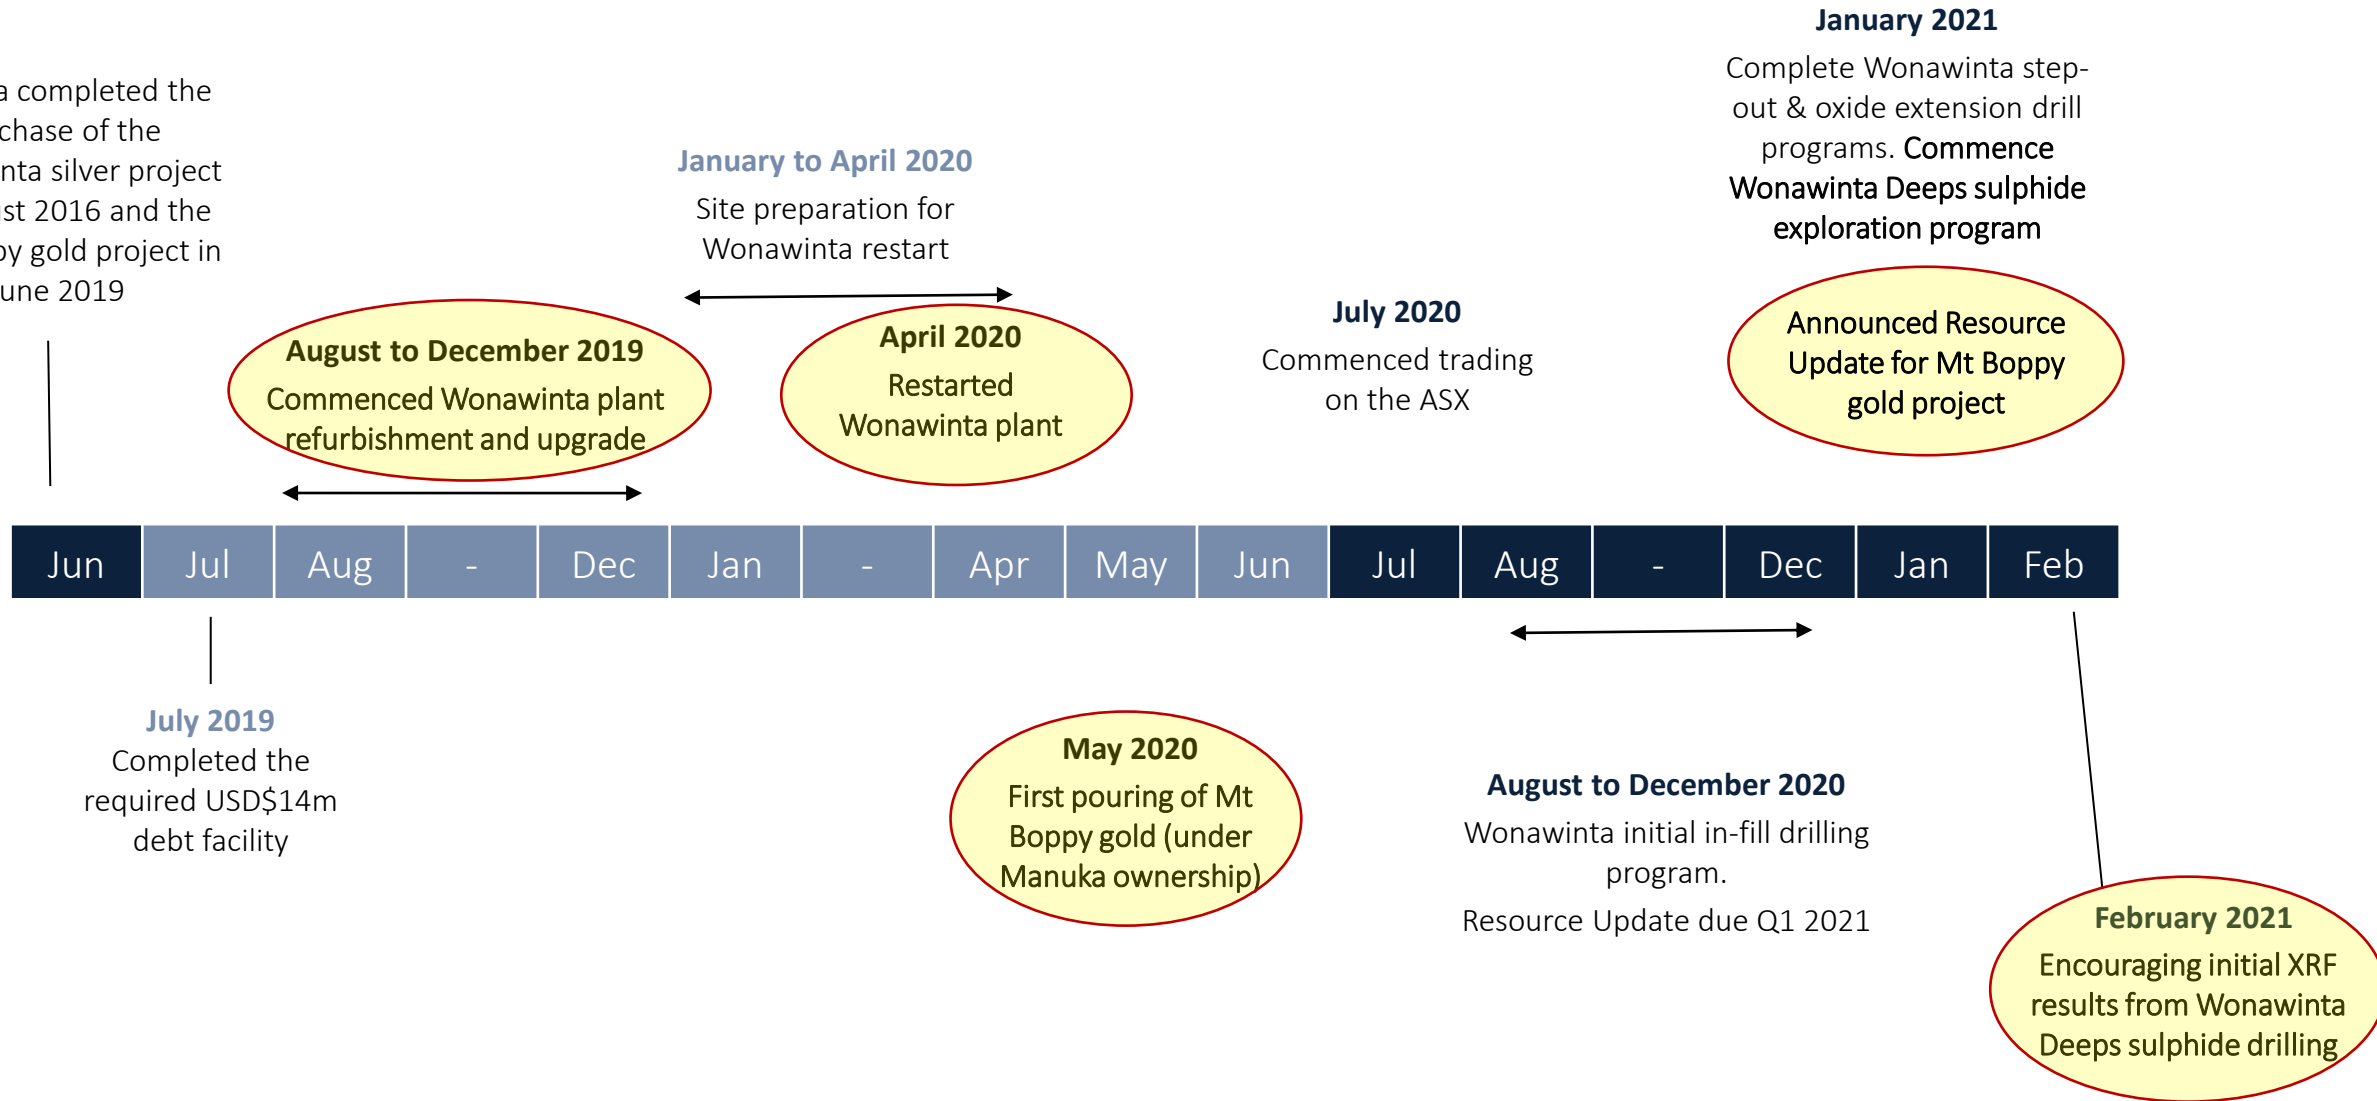 completed the
of the
silver project
2016 and the
gold project in
2019
August to December 2019
Commenced Wonawinta plant
refurbishment and upgrade
January to April 2020
Site preparation for
Wonawinta restart
April 2020
Restarted
Wonawinta plant
July 2020
Commenced trading
on the ASX
January 2021
Complete Wonawinta step-
out & oxide extension drill
programs. Commence
Wonawinta Deeps sulphide
exploration program
Announced Resource
Update for Mt Boppy
gold project
Jun Jul Aug - Dec Jan - Apr May Jun Jul Aug - Dec Jan Feb
July 2019
Completed the
required USD$14m
debt facility
May 2020
First pouring of Mt
Boppy gold (under
Manuka ownership)
August to December 2020
Wonawinta initial in-fill drilling
program.
Resource Update due Q1 2021
February 2021
Encouraging initial XRF
results from Wonawinta
Deeps sulphide drilling